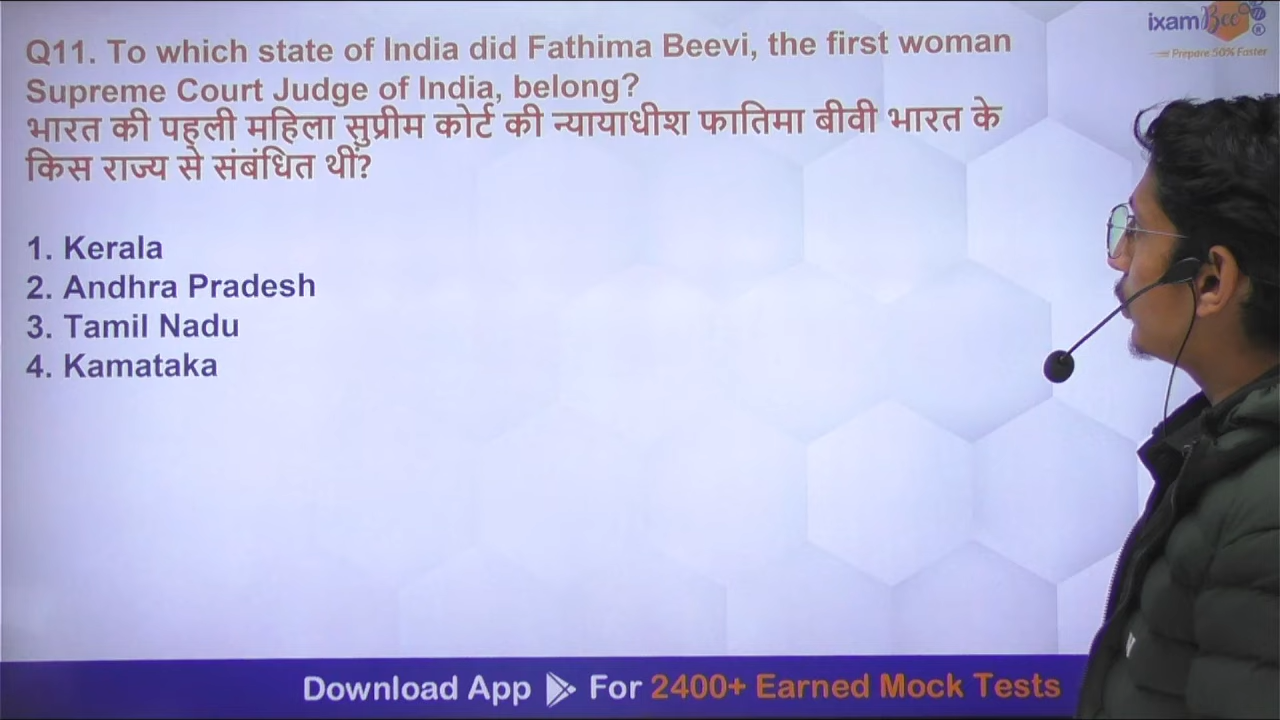 ixamBee
Prepare 50% Faster
Q11. To which state of India did Fathima Beevi, the first woman
Supreme Court Judge of India, belong?
भारत की पहली महिला सुप्रीम कोर्ट की न्यायाधीश फातिमा बीवी भारत के
किस राज्य से संबंधित थीं?
1. Kerala
2. Andhra Pradesh
3. Tamil Nadu
4. Kamataka
Download App For 2400+ Earned Mock Tests